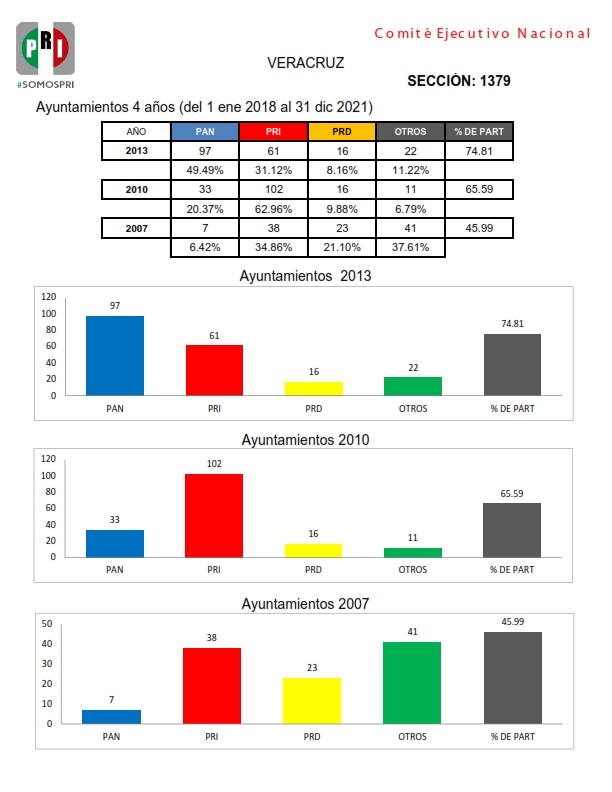 Comité Ejecutivo Nacional
PRI
#SOMOSPRI
VERACRUZ
SECCIÓN: 1379
Ayuntamientos 4 años (del 1 ene 2018 al 31 dic 2021)
AÑO PAN PRI PRD OTROS % DE PART
2013 97 61 16 22 74.81
49.49% 31.12% 8.16% 11.22%
2010 33 102 16 11 65.59
20.37% 62.96% 9.88% 6.79%
2007 7 38 23 41 45.99
6.42% 34.86% 21.10% 37.61%
Ayuntamientos 2013
120
100
80
60
40
20
0
97
61
16
22
74.81
PAN PRI PRD OTROS % DE PART
Ayuntamientos 2010
120
100
80
60
40
20
0
33
102
16
11
65.59
PAN PRI PRD OTROS % DE PART
Ayuntamientos 2007
50
40
30
20
10
0
7
38
23
41
45.99
PAN PRI PRD OTROS % DE PART